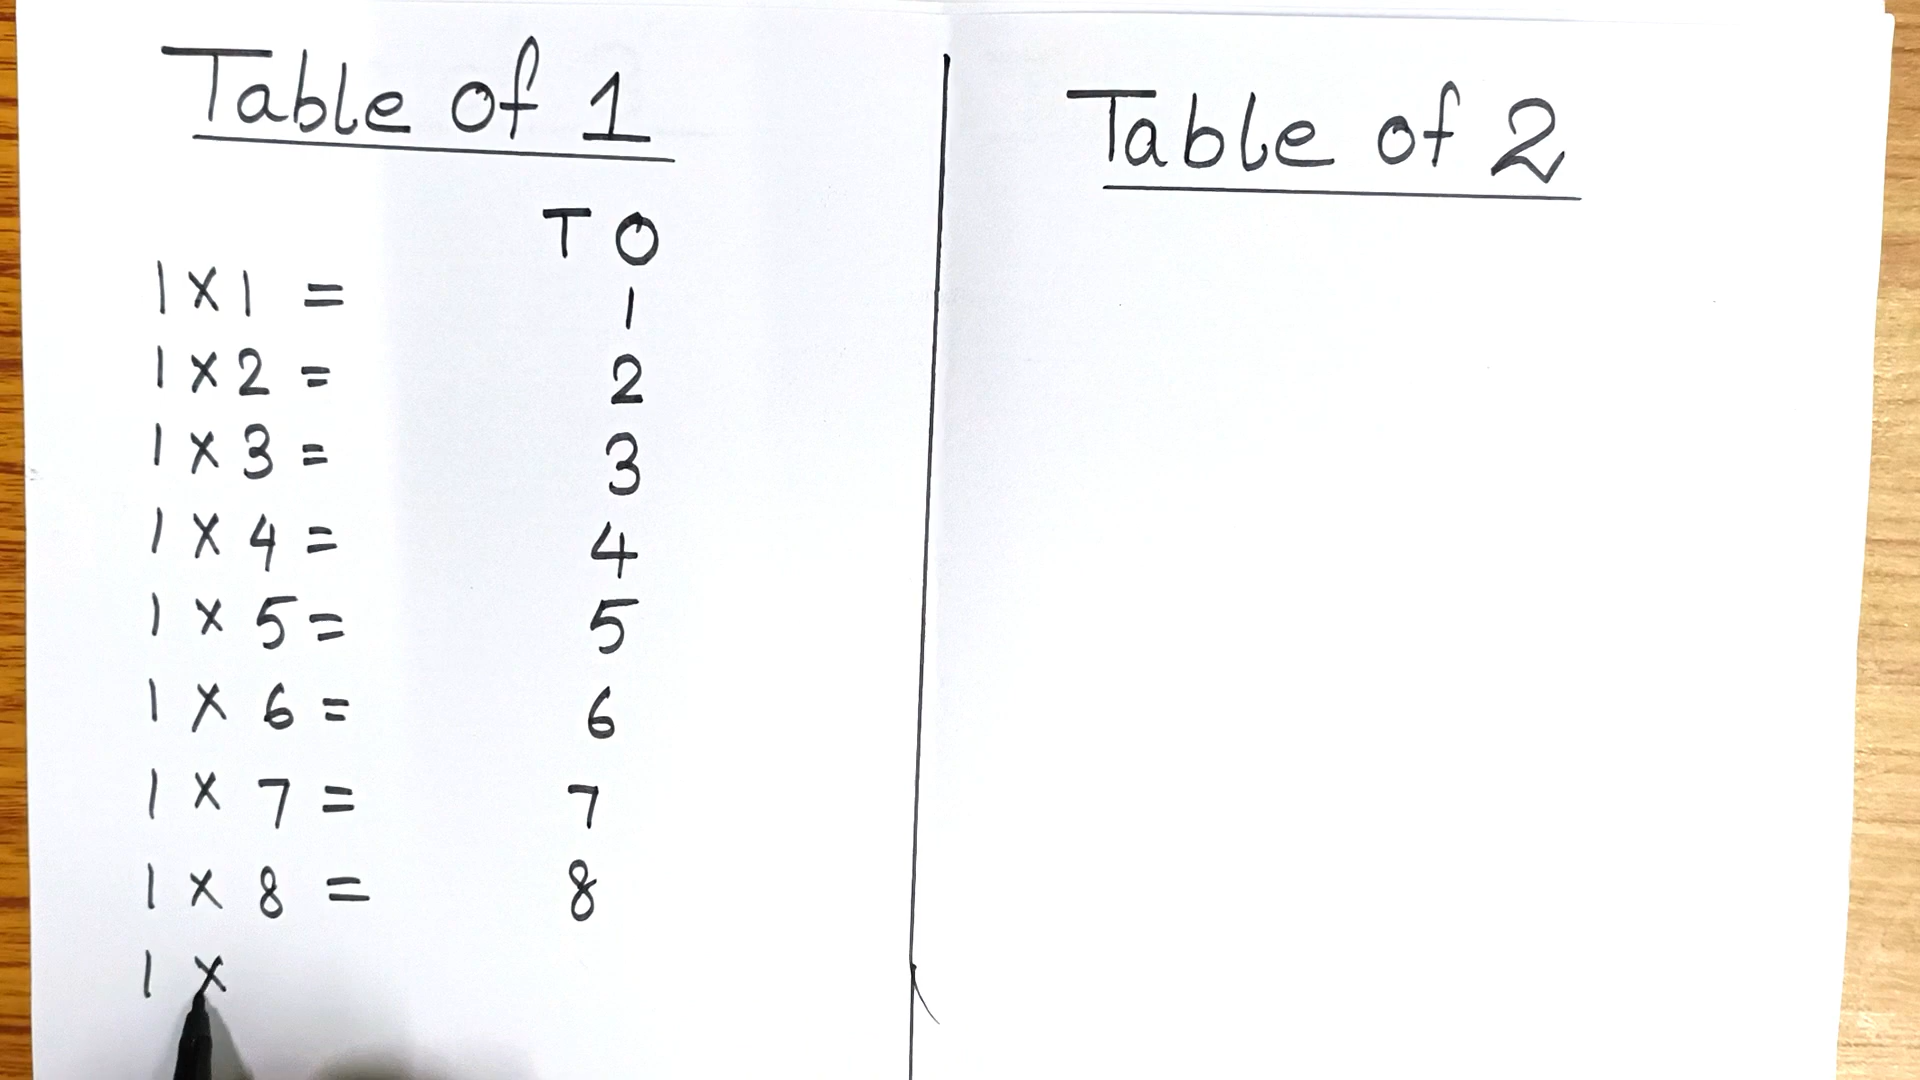 Table of 1
T O
1 x 1 = 1
1 x 2 = 2
1 x 3 = 3
1 x 4 = 4
1 x 5 = 5
1 x 6 = 6
1 x 7 = 7
1 x 8 = 8
1 x
Table of 2